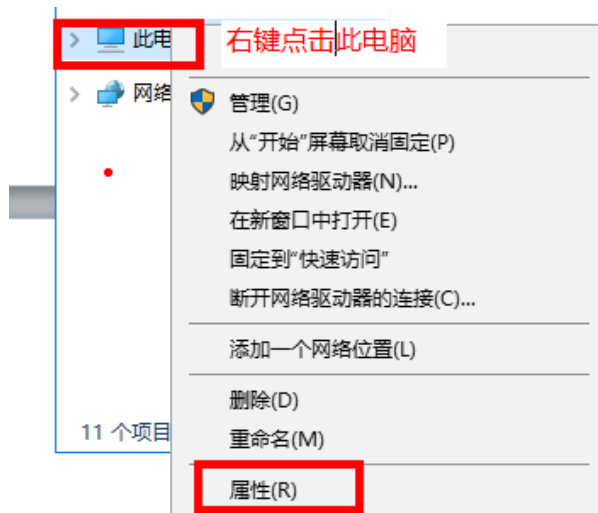 此电
右键点击此电脑
网络
管理(G)
从“开始”屏幕取消固定(P)
映射网络驱动器(N)...
在新窗口中打开(E)
固定到“快速访问”
断开网络驱动器的连接(C)...
添加一个网络位置(L)
删除(D)
11 个项目
重命名(M)
属性(R)